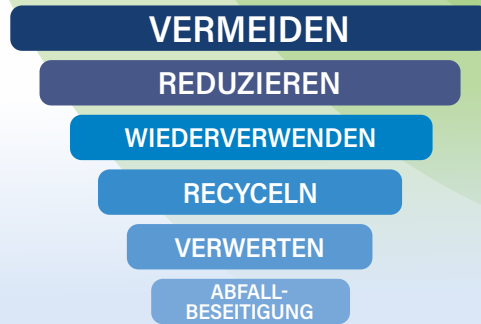 VERMEIDEN
REDUZIEREN
WIEDERVERWENDEN
RECYCELN
VERWERTEN
ABFALL-
BESEITIGUNG